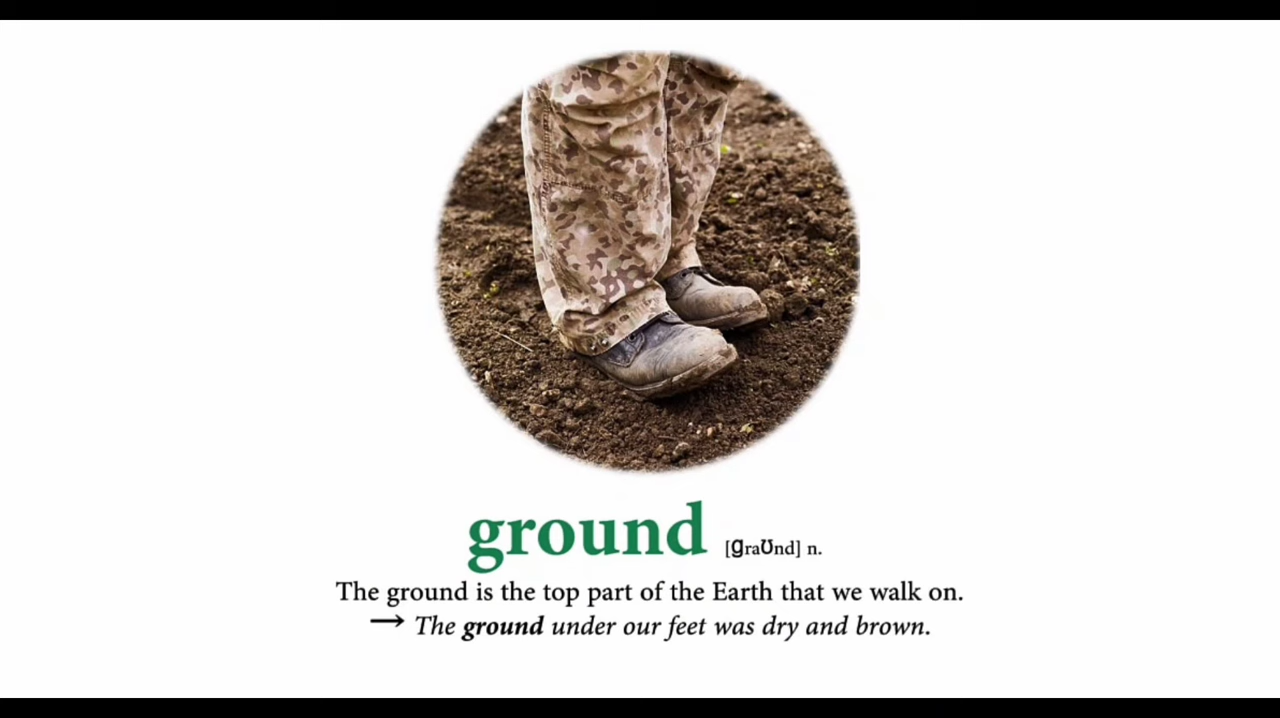 ground [graʊnd] n.
The ground is the top part of the Earth that we walk on.
→ The ground under our feet was dry and brown.